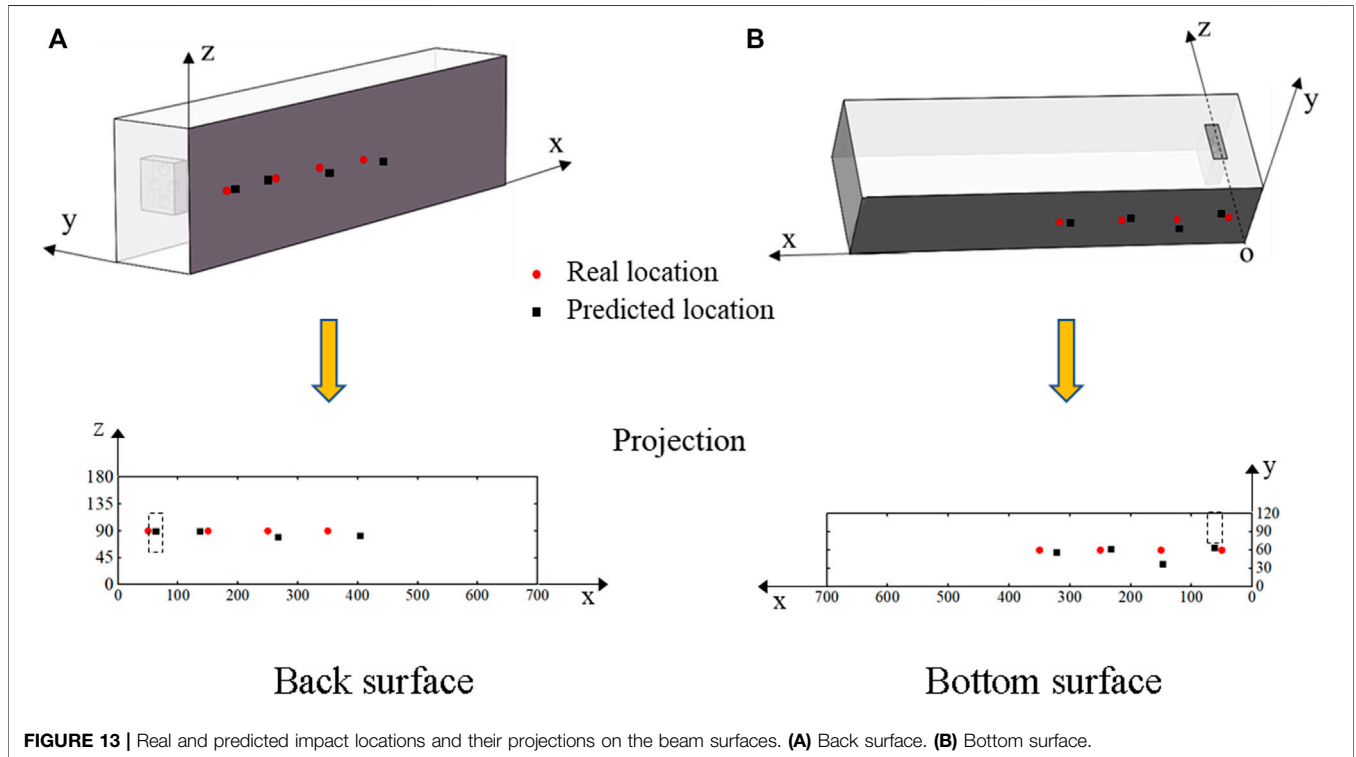 A
z
x
y
B
z
y
x
o
Real location
Predicted location
Projection
z
180
135
90
45
0
0 100 200 300 400 500 600 700
x
y
120
90
60
30
0
x
700 600 500 400 300 200 100 0
Back surface
Bottom surface
FIGURE 13 | Real and predicted impact locations and their projections on the beam surfaces. (A) Back surface. (B) Bottom surface.